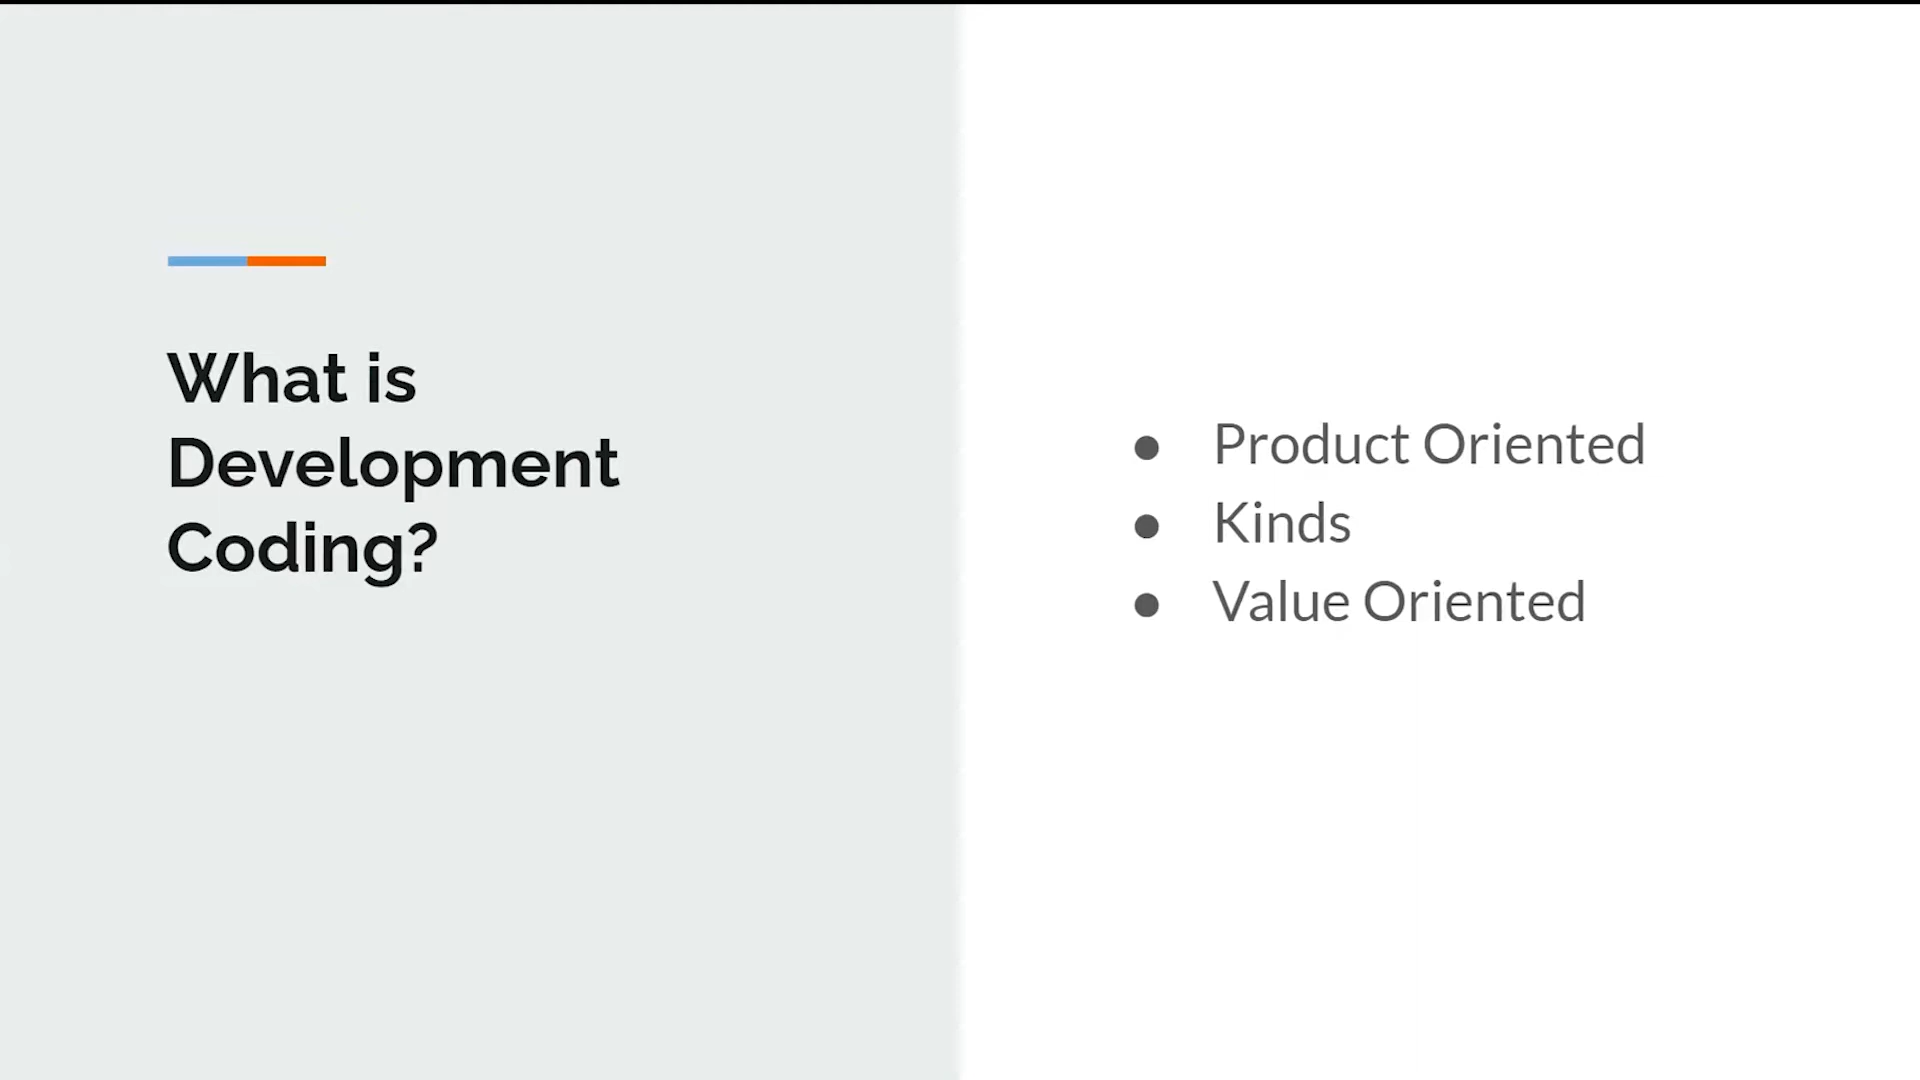 What is
Development
Coding?
● Product Oriented
● Kinds
● Value Oriented